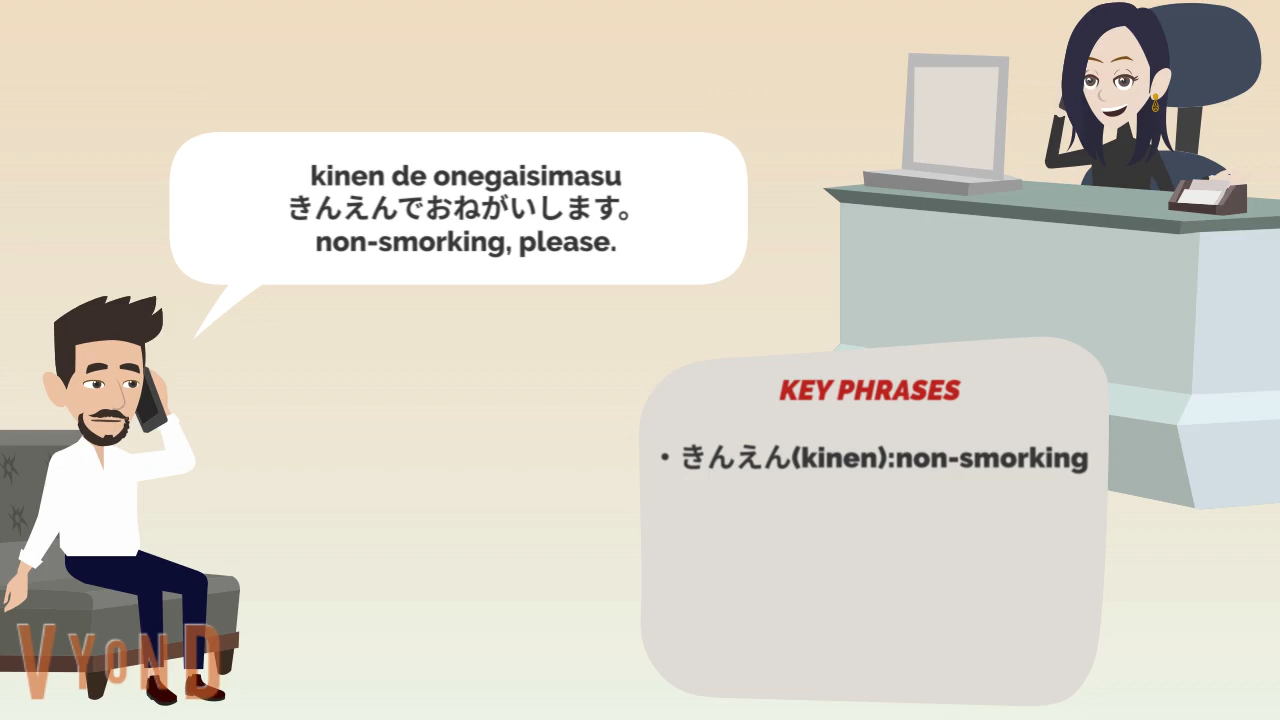 kinen de onegaisimasu
きんえんでおねがいします。
non-smorking, please.
KEY PHRASES
・きんえん(kinen):non-smorking
VYOND